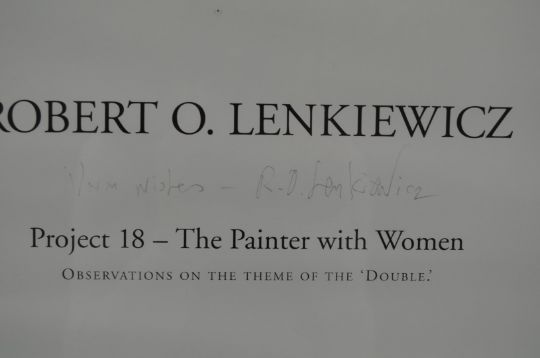 ROBERT O. LENKIEWICZ
Warm wishes – R.O. Lenkiewicz
Project 18 – The Painter with Women
OBSERVATIONS ON THE THEME OF THE ‘DOUBLE.’